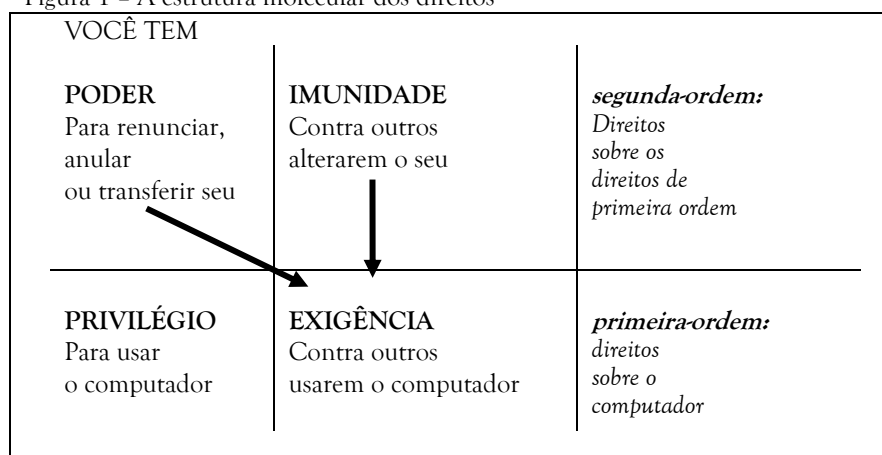 Figura 1 – A estrutura molecular dos direitos
VOCÊ TEM
PODER
Para renunciar,
anular
ou transferir seu
IMUNIDADE
Contra outros
alterarem o seu
segunda-ordem:
Direitos
sobre os
direitos de
primeira ordem
PRIVILÉGIO
Para usar
o computador
EXIGÊNCIA
Contra outros
usarem o computador
primeira-ordem:
direitos
sobre o
computador